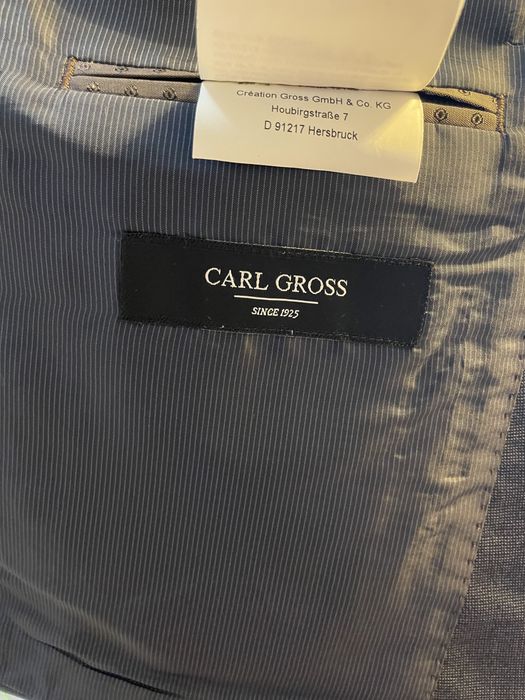 Création Gross GmbH & Co. KG
Houbirgstraße 7
D 91217 Hersbruck
CARL GROSS
SINCE 1925